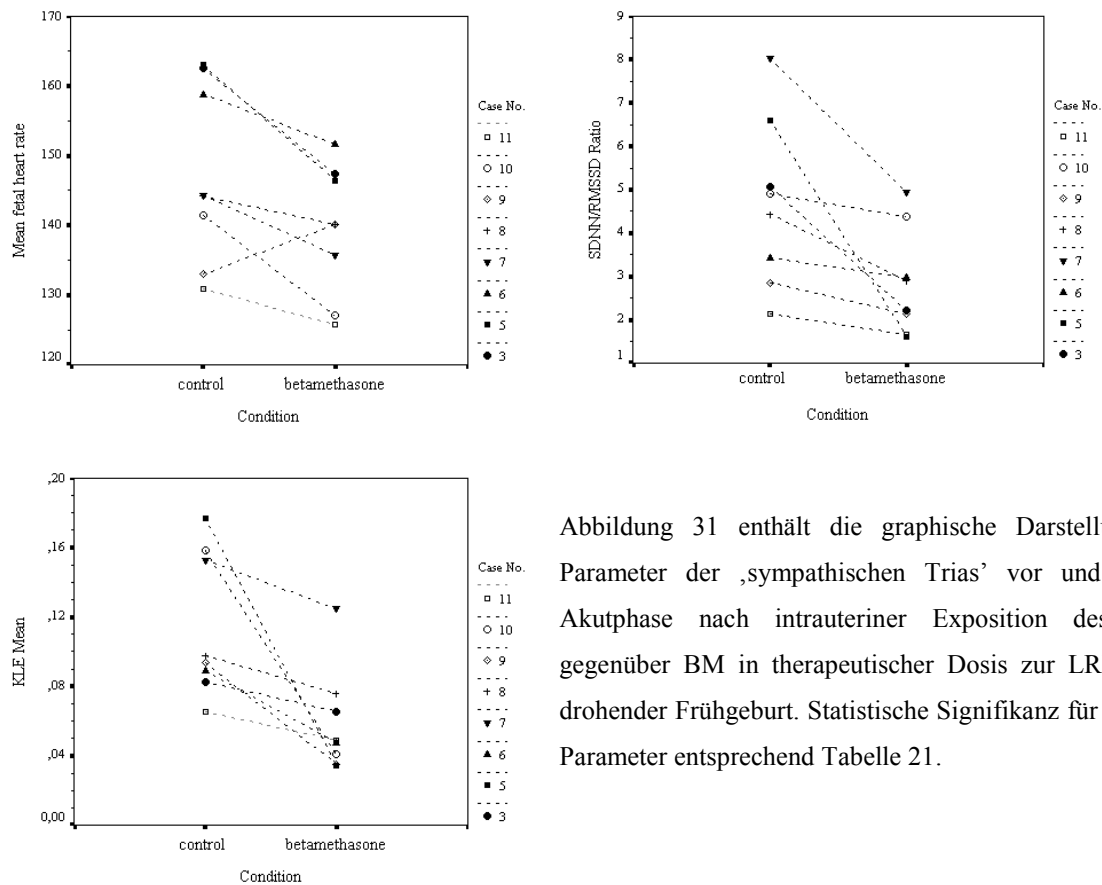 170
160
150
140
130
120
Mean fetal heart rate
control betamethasone
Condition
Case No.
11
10
9
8
7
6
5
3
9
8
7
6
5
4
3
2
1
SDNN/RMSSD Ratio
control betamethasone
Condition
Case No.
11
10
9
8
7
6
5
3
,20
,16
,12
,08
,04
0,00
KLE Mean
control betamethasone
Condition
Case No.
11
10
9
8
7
6
5
3
Abbildung 31 enthält die graphische
Parameter der ‚sympathischen Trias’ vor und
Akutphase nach intrauteriner Exposition
gegenüber BM in therapeutischer Dosis zur
drohender Frühgeburt. Statistische Signifikanz für
Parameter entsprechend Tabelle 21.